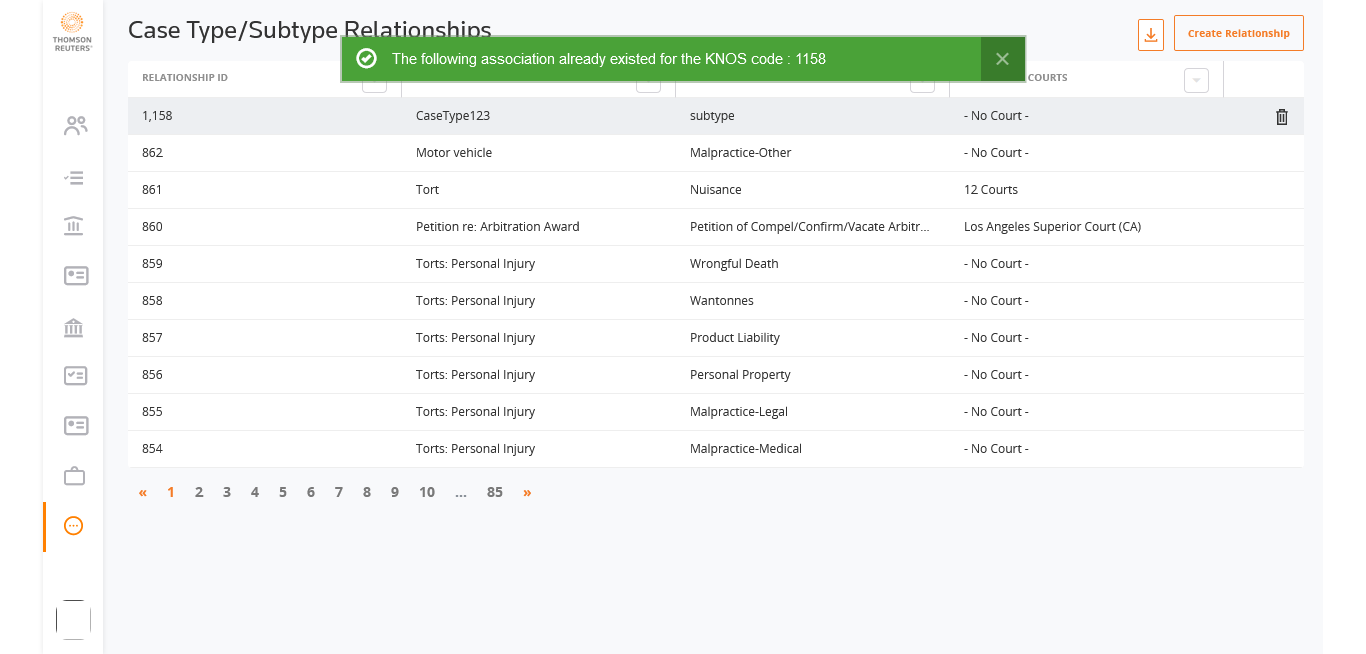 THOMSON
REUTERS®
Case Type/Subtype Relationships
Create Relationship
The following association already existed for the KNOS code : 1158
RELATIONSHIP ID
COURTS
1,158 CaseType123 subtype - No Court -
862 Motor vehicle Malpractice-Other - No Court -
861 Tort Nuisance 12 Courts
860 Petition re: Arbitration Award Petition of Compel/Confirm/Vacate Arbitr... Los Angeles Superior Court (CA)
859 Torts: Personal Injury Wrongful Death - No Court -
858 Torts: Personal Injury Wantonnes - No Court -
857 Torts: Personal Injury Product Liability - No Court -
856 Torts: Personal Injury Personal Property - No Court -
855 Torts: Personal Injury Malpractice-Legal - No Court -
854 Torts: Personal Injury Malpractice-Medical - No Court -
« 1 2 3 4 5 6 7 8 9 10 ... 85 »